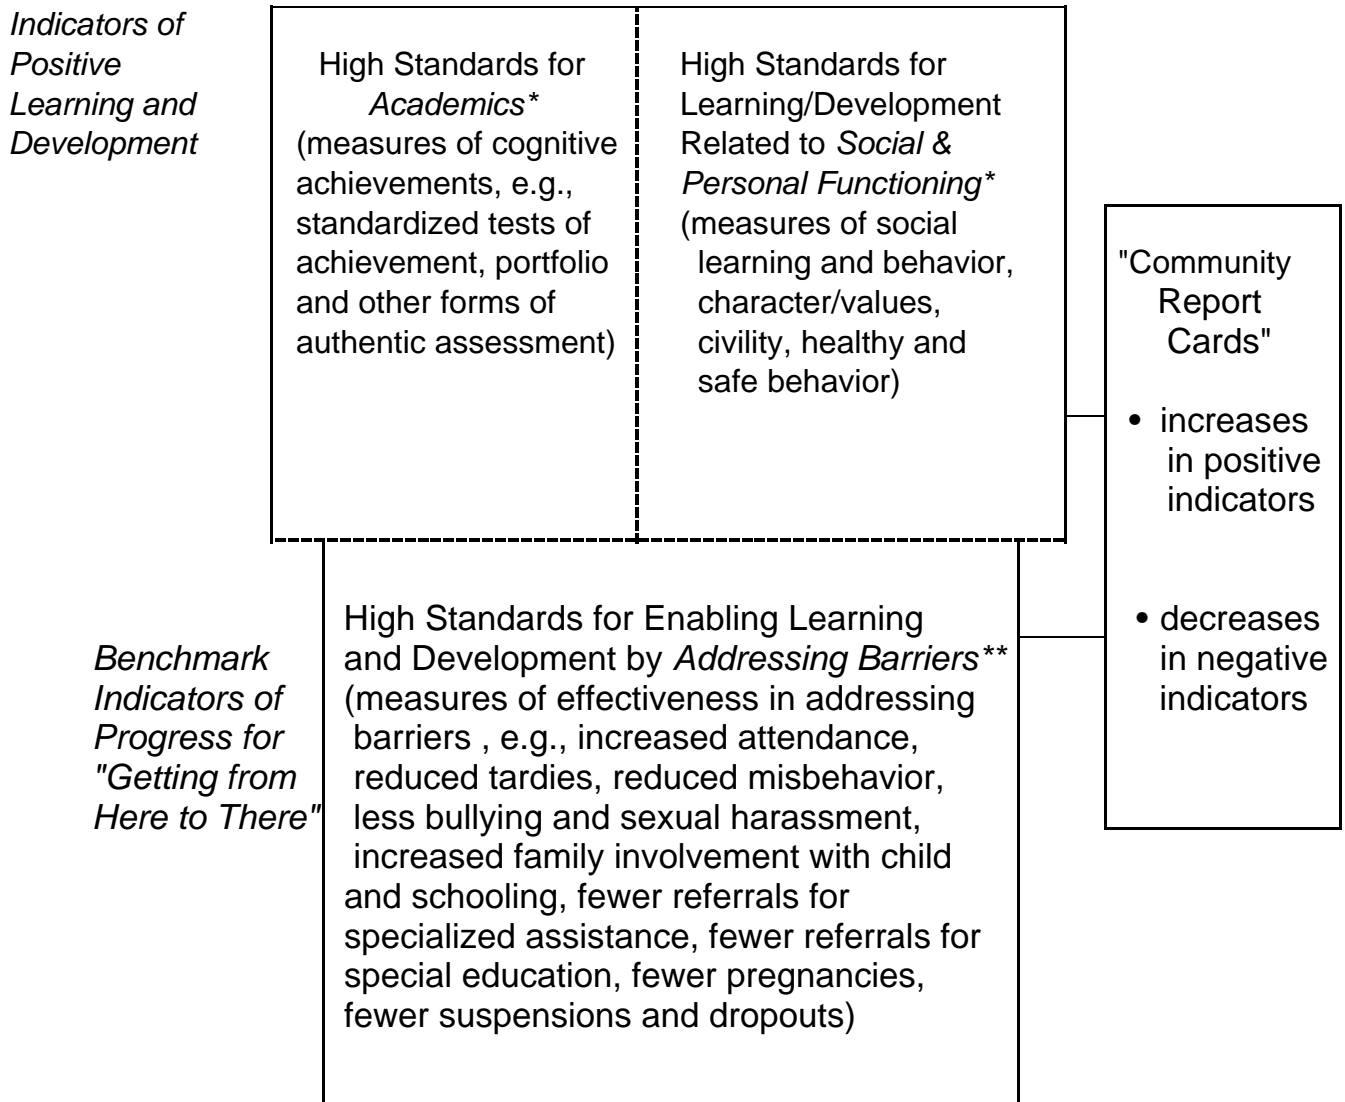 Indicators of
Positive
Learning and
Development
High Standards for
Academics*
(measures of cognitive
achievements, e.g.,
standardized tests of
achievement, portfolio
and other forms of
authentic assessment)
High Standards for
Learning/Development
Related to Social &
Personal Functioning*
(measures of social
learning and behavior,
character/values,
civility, healthy and
safe behavior)
"Community
Report
Cards"
• increases
in positive
indicators
• decreases
in negative
indicators
Benchmark
Indicators of
Progress for
"Getting from
Here to There"
High Standards for Enabling Learning
and Development by Addressing Barriers**
(measures of effectiveness in addressing
barriers , e.g., increased attendance,
reduced tardies, reduced misbehavior,
less bullying and sexual harassment,
increased family involvement with child
and schooling, fewer referrals for
specialized assistance, fewer referrals for
special education, fewer pregnancies,
fewer suspensions and dropouts)